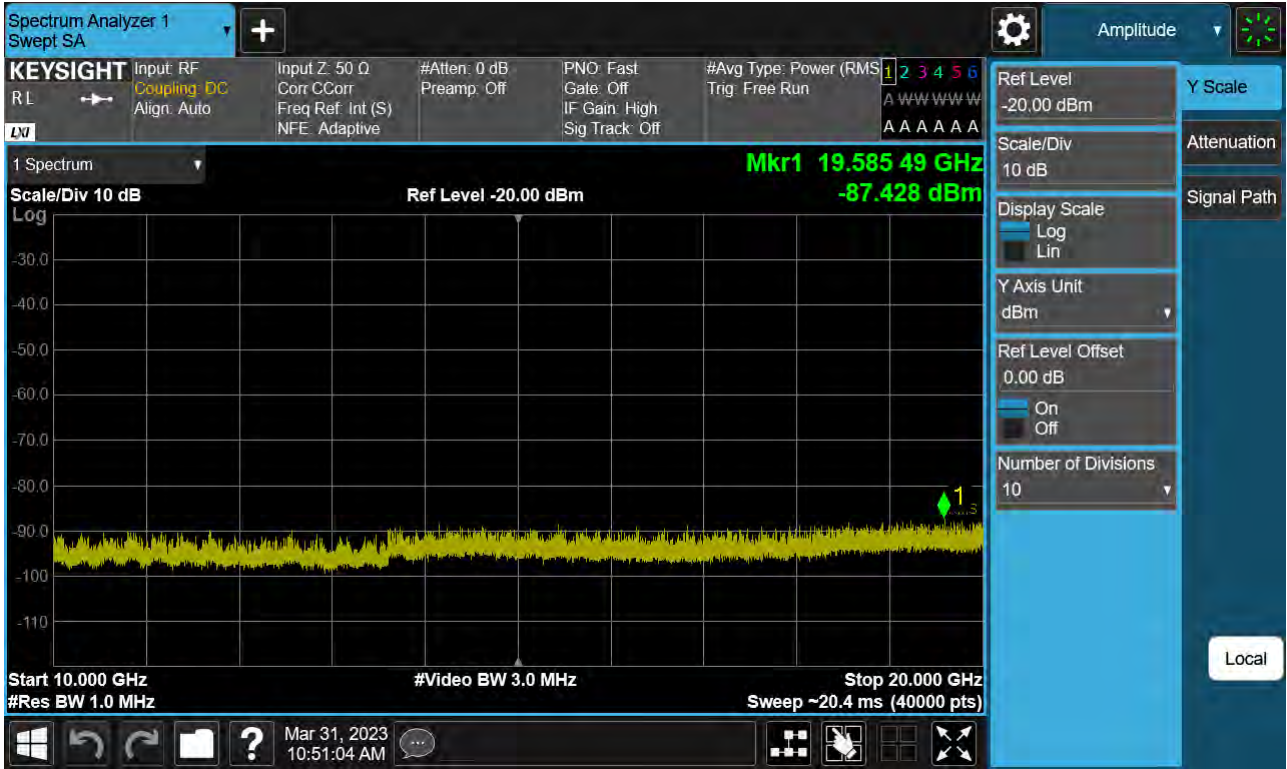 Spectrum Analyzer 1
Swept SA
Amplitude
KEYSIGHT
R L
LXI
Input: RF
Coupling: DC
Align: Auto
Input Z: 50 Ω
Corr CCorr
Freq Ref: Int (S)
NFE: Adaptive
#Atten: 0 dB
Preamp: Off
PNO: Fast
Gate: Off
IF Gain: High
Sig Track: Off
#Avg Type: Power (RMS
Trig: Free Run
1 2 3 4 5 6
A W W W W W
A A A A A A
1 Spectrum
Mkr1 19.585 49 GHz
Scale/Div 10 dB
Ref Level -20.00 dBm
-87.428 dBm
Log
-30.0
-40.0
-50.0
-60.0
-70.0
-80.0
1
-90.0
-100
-110
Start 10.000 GHz
#Video BW 3.0 MHz
Stop 20.000 GHz
#Res BW 1.0 MHz
Sweep ~20.4 ms (40000 pts)
Ref Level
-20.00 dBm
Scale/Div
10 dB
Display Scale
Log
Lin
Y Axis Unit
dBm
Ref Level Offset
0.00 dB
On
Off
Number of Divisions
10
Y Scale
Attenuation
Signal Path
Local
?
Mar 31, 2023
10:51:04 AM